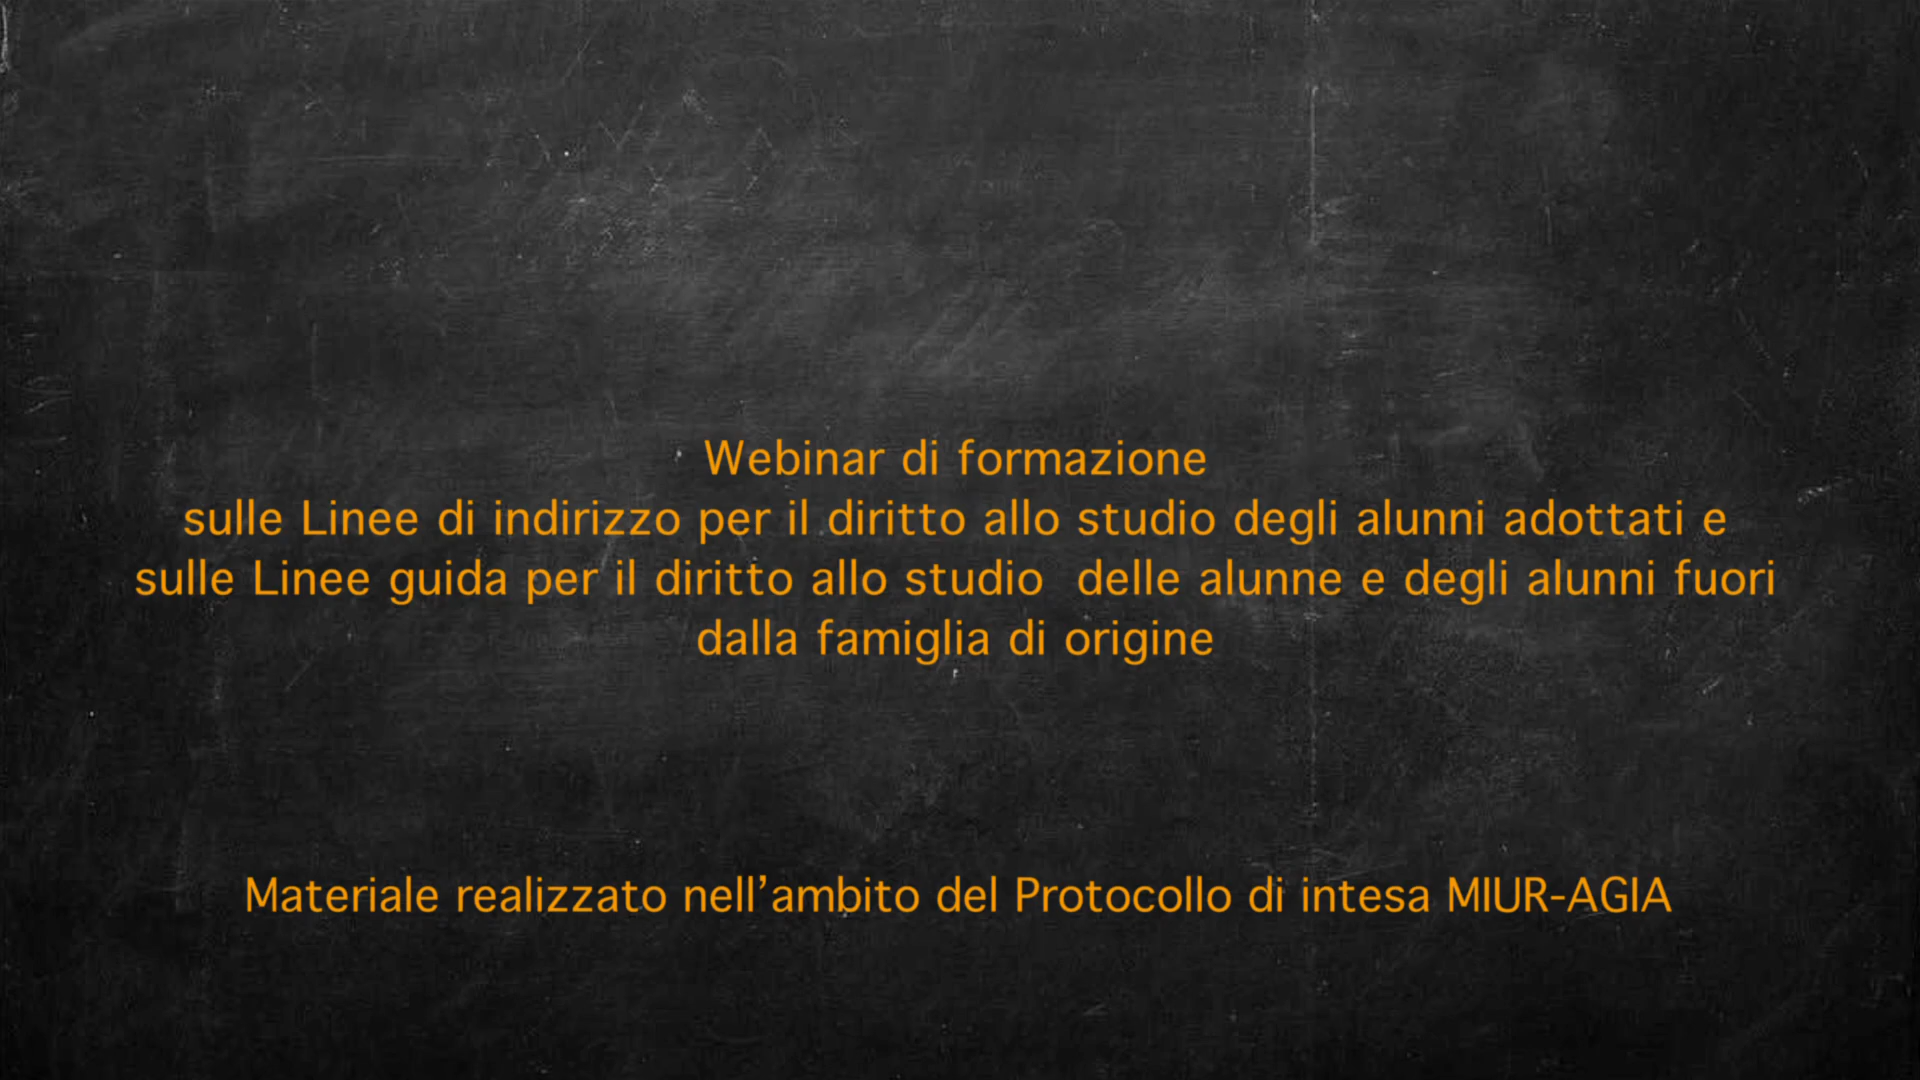 Webinar di formazione
sulle Linee di indirizzo per il diritto allo studio degli alunni adottati e
sulle Linee guida per il diritto allo studio  delle alunne e degli alunni fuori
dalla famiglia di origine
Materiale realizzato nell’ambito del Protocollo di intesa MIUR-AGIA